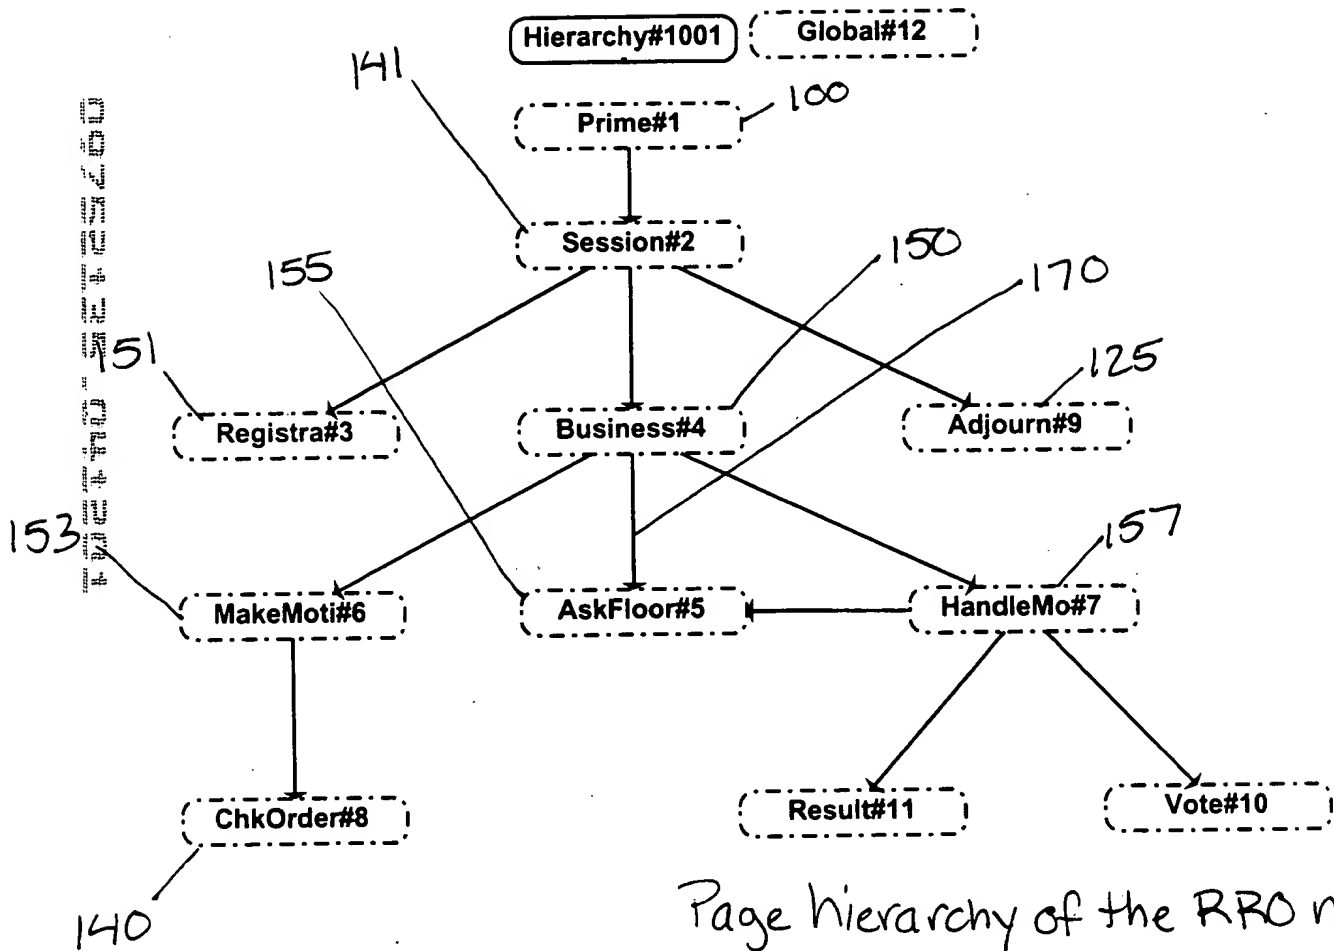 Hierarchy#1001 Global#12
141
Prime#1 100
Session#2
155 150 170
151 125
Registra#3 Business#4 Adjourn#9
153 157
MakeMoti#6 AskFloor#5 HandleMo#7
ChkOrder#8 Result#11 Vote#10
140
Page hierarchy of the RRO